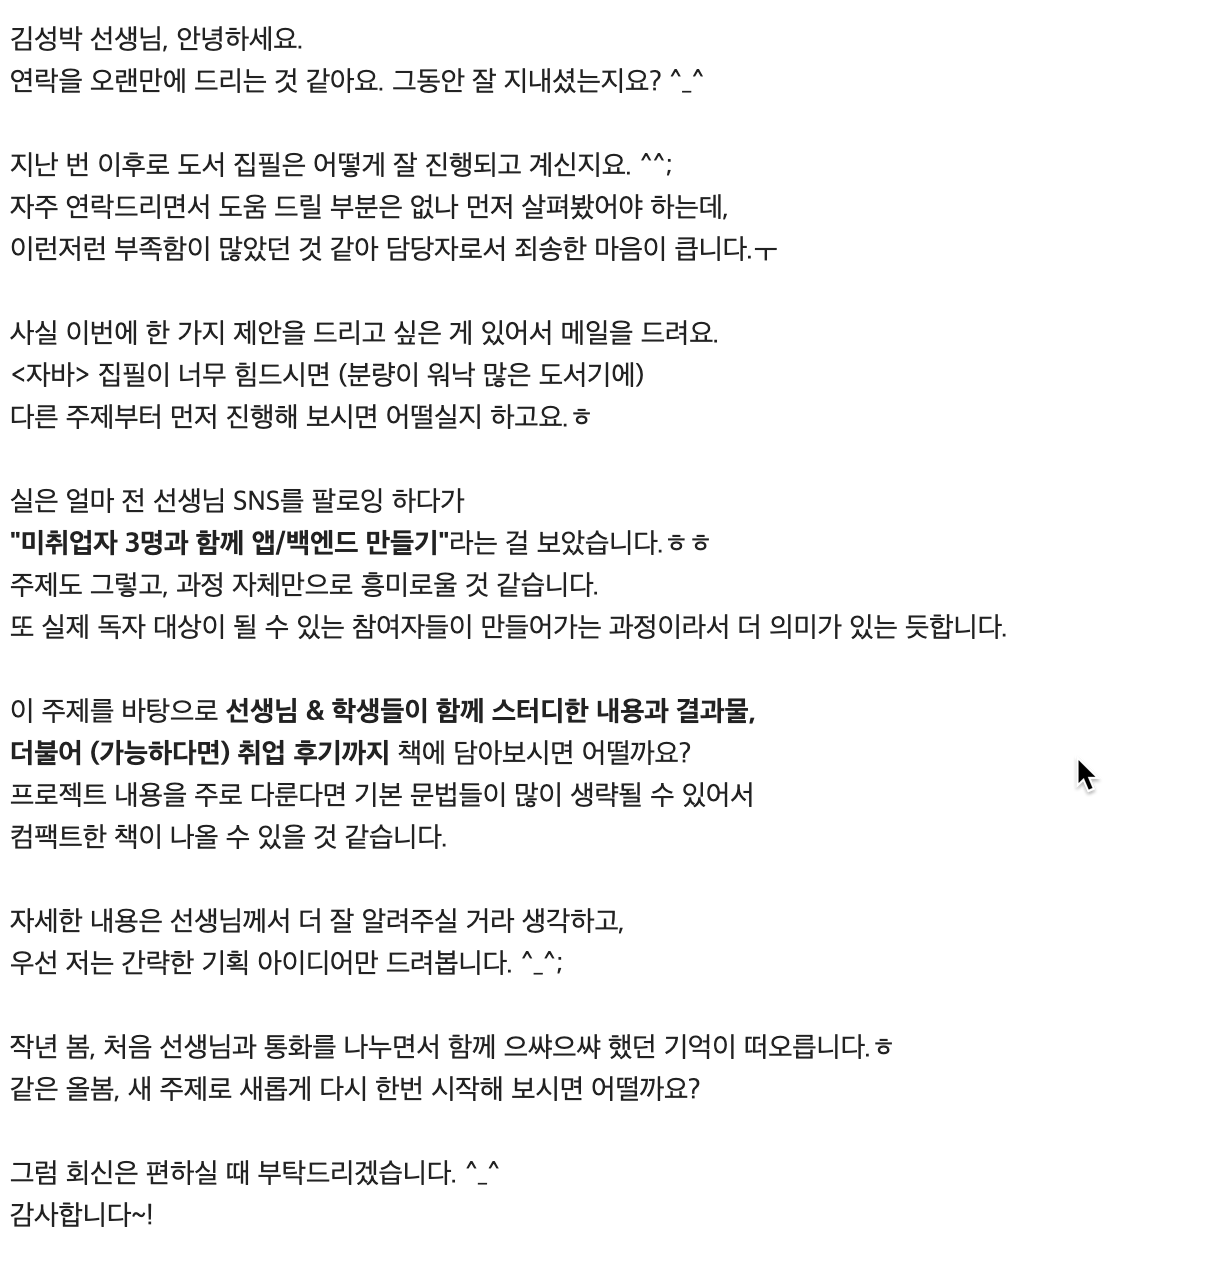 김성박 선생님, 안녕하세요.
연락을 오랜만에 드리는 것 같아요. 그동안 잘 지내셨는지요? ^_^
지난 번 이후로 도서 집필은 어떻게 잘 진행되고 계신지요. ^^;
자주 연락드리면서 도움 드릴 부분은 없나 먼저 살펴봤어야 하는데,
이런저런 부족함이 많았던 것 같아 담당자로서 죄송한 마음이 큽니다.ㅜ
사실 이번에 한 가지 제안을 드리고 싶은 게 있어서 메일을 드려요.
<자바> 집필이 너무 힘드시면 (분량이 워낙 많은 도서기에)
다른 주제부터 먼저 진행해 보시면 어떨실지 하고요.ㅎ
실은 얼마 전 선생님 SNS를 팔로잉 하다가
"미취업자 3명과 함께 앱/백엔드 만들기"라는 걸 보았습니다.ㅎㅎ
주제도 그렇고, 과정 자체만으로 흥미로울 것 같습니다.
또 실제 독자 대상이 될 수 있는 참여자들이 만들어가는 과정이라서 더 의미가 있는 듯합니다.
이 주제를 바탕으로 선생님 & 학생들이 함께 스터디한 내용과 결과물,
더불어 (가능하다면) 취업 후기까지 책에 담아보시면 어떨까요?
프로젝트 내용을 주로 다룬다면 기본 문법들이 많이 생략될 수 있어서
컴팩트한 책이 나올 수 있을 것 같습니다.
자세한 내용은 선생님께서 더 잘 알려주실 거라 생각하고,
우선 저는 간략한 기획 아이디어만 드려봅니다. ^_^;
작년 봄, 처음 선생님과 통화를 나누면서 함께 으쌰으쌰 했던 기억이 떠오릅니다.ㅎ
같은 올봄, 새 주제로 새롭게 다시 한번 시작해 보시면 어떨까요?
그럼 회신은 편하실 때 부탁드리겠습니다. ^_^
감사합니다~!